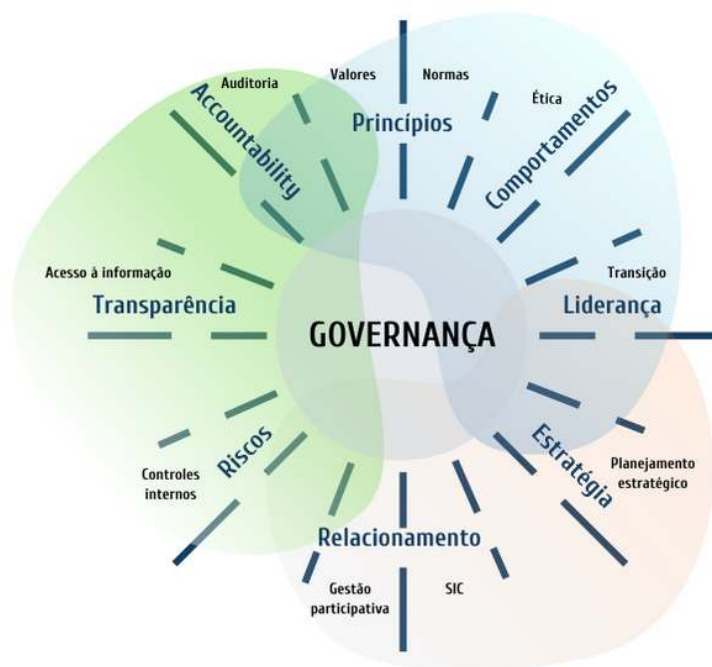 Auditoria
Valores
Normas
Ética
Accountability
Princípios
Comportamentos
Acesso à informação
Transparência
Transição
Liderança
GOVERNANÇA
Riscos
Controles
internos
Estratégia
Planejamento
estratégico
Relacionamento
Gestão
participativa
SIC